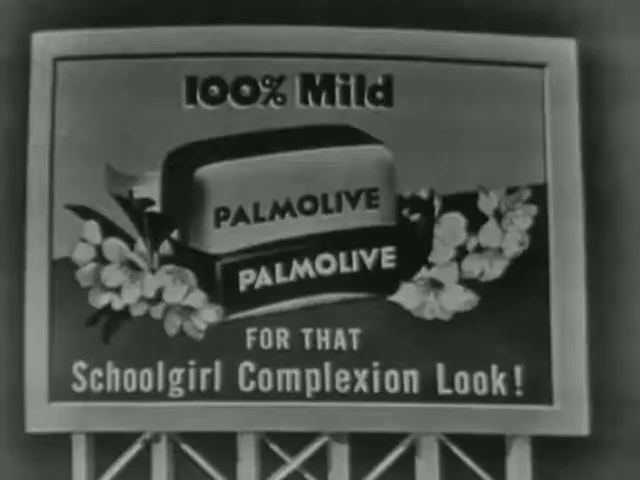 100% Mild
PALMOLIVE
PALMOLIVE
FOR THAT
Schoolgirl Complexion Look!